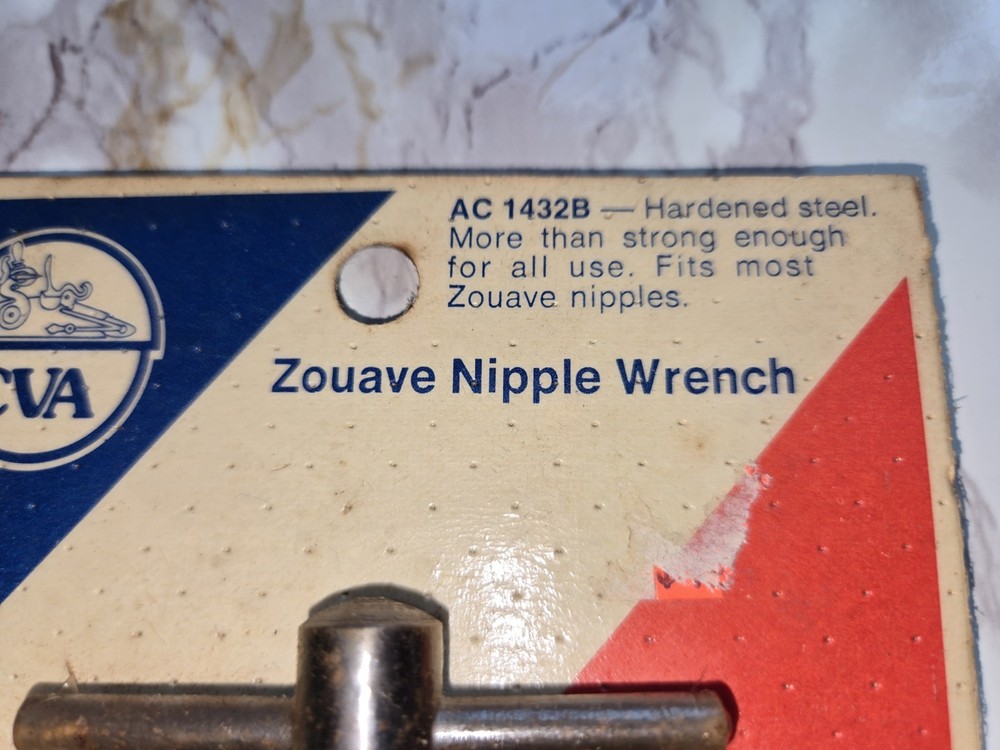 AC 1432B — Hardened steel.
More than strong enough
for all use. Fits most
Zouave nipples.
Zouave Nipple Wrench
CVA